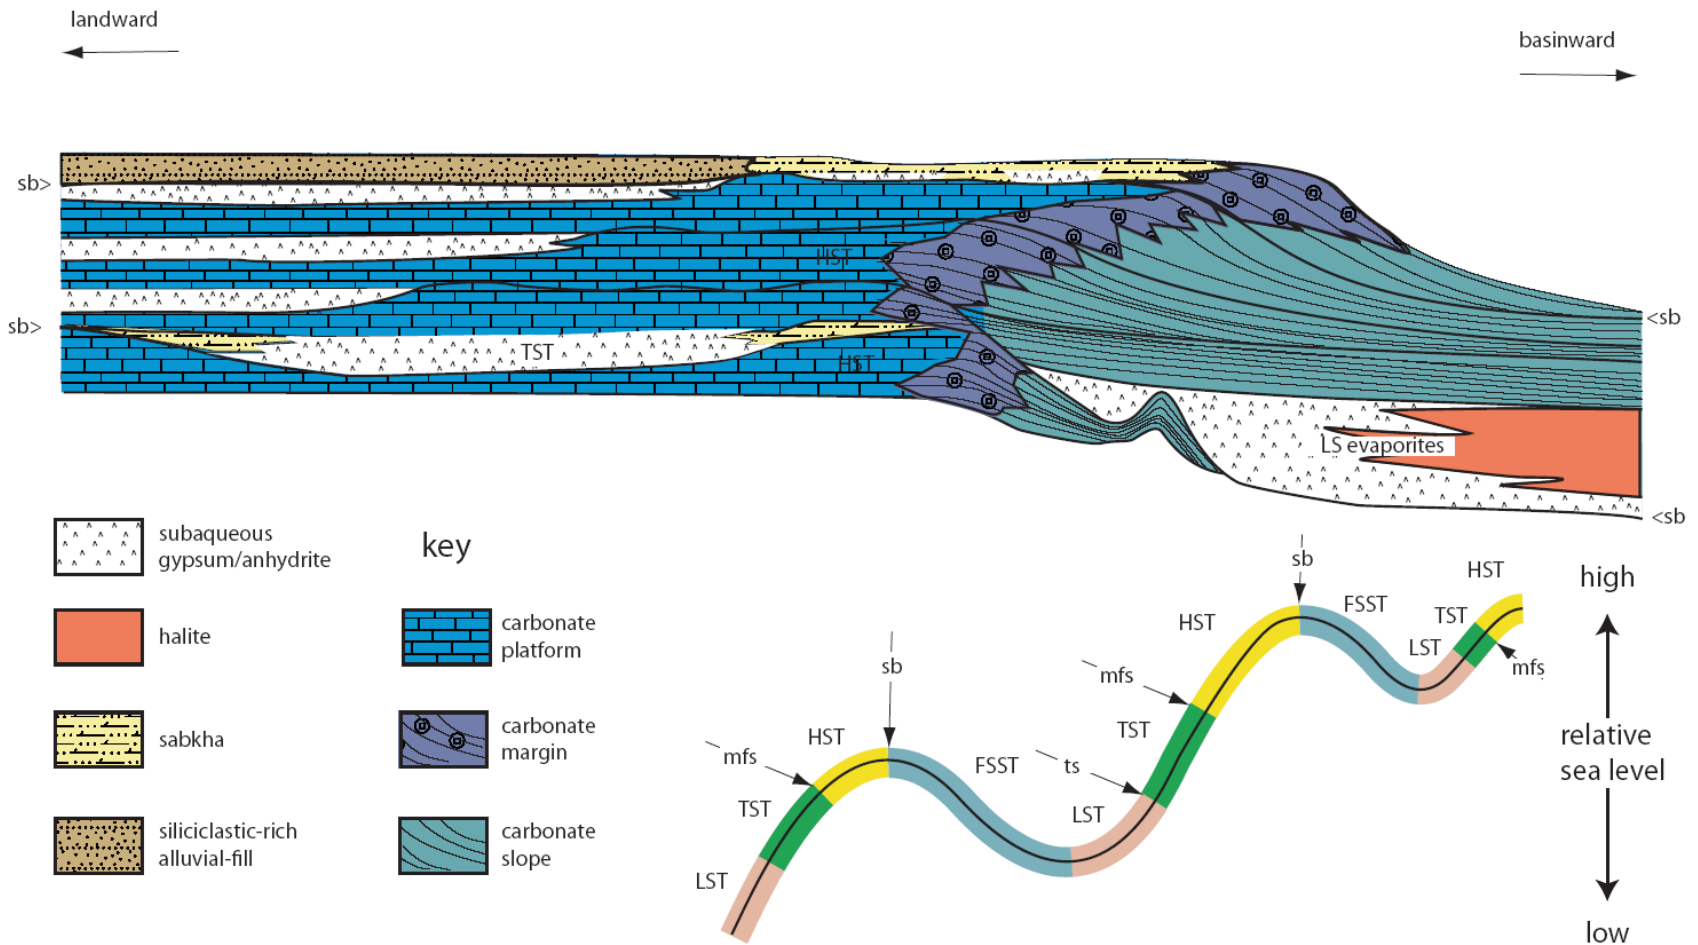 landward
basinward
sb>
HST
sb>
<sb
TST
HST
LS evaporites
<sb
key
subaqueous
gypsum/anhydrite
halite
sabkha
siliciclastic-rich
alluvial-fill
carbonate
platform
carbonate
margin
carbonate
slope
sb
HST
high
FSST
HST
TST
LST
mfs
sb
mfs
TST
HST
mfs
FSST
ts
relative
sea level
TST
LST
LST
low